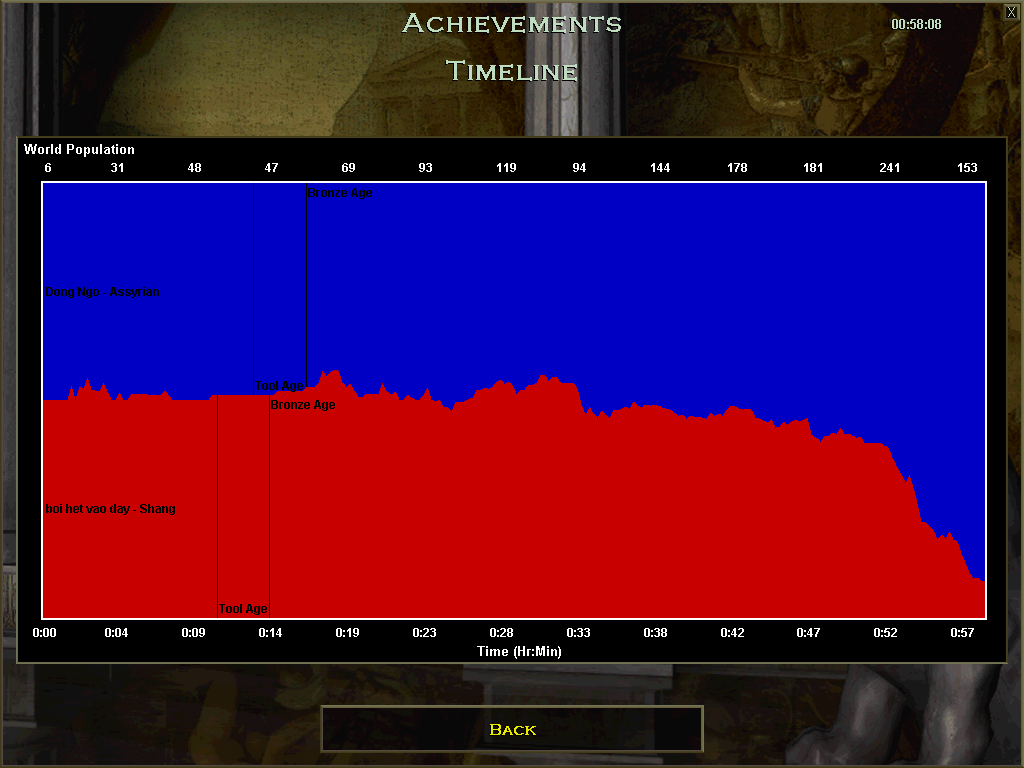 Achievements
00:58:08
X
Timeline
World Population
6 31 48 47 69 93 119 94 144 178 181 241 153
Bronze Age
Dong Ngo - Assyrian
Tool Age
Bronze Age
boi het vao day - Shang
Tool Age
0:00 0:04 0:09 0:14 0:19 0:23 0:28 0:33 0:38 0:42 0:47 0:52 0:57
Time (Hr:Min)
Back